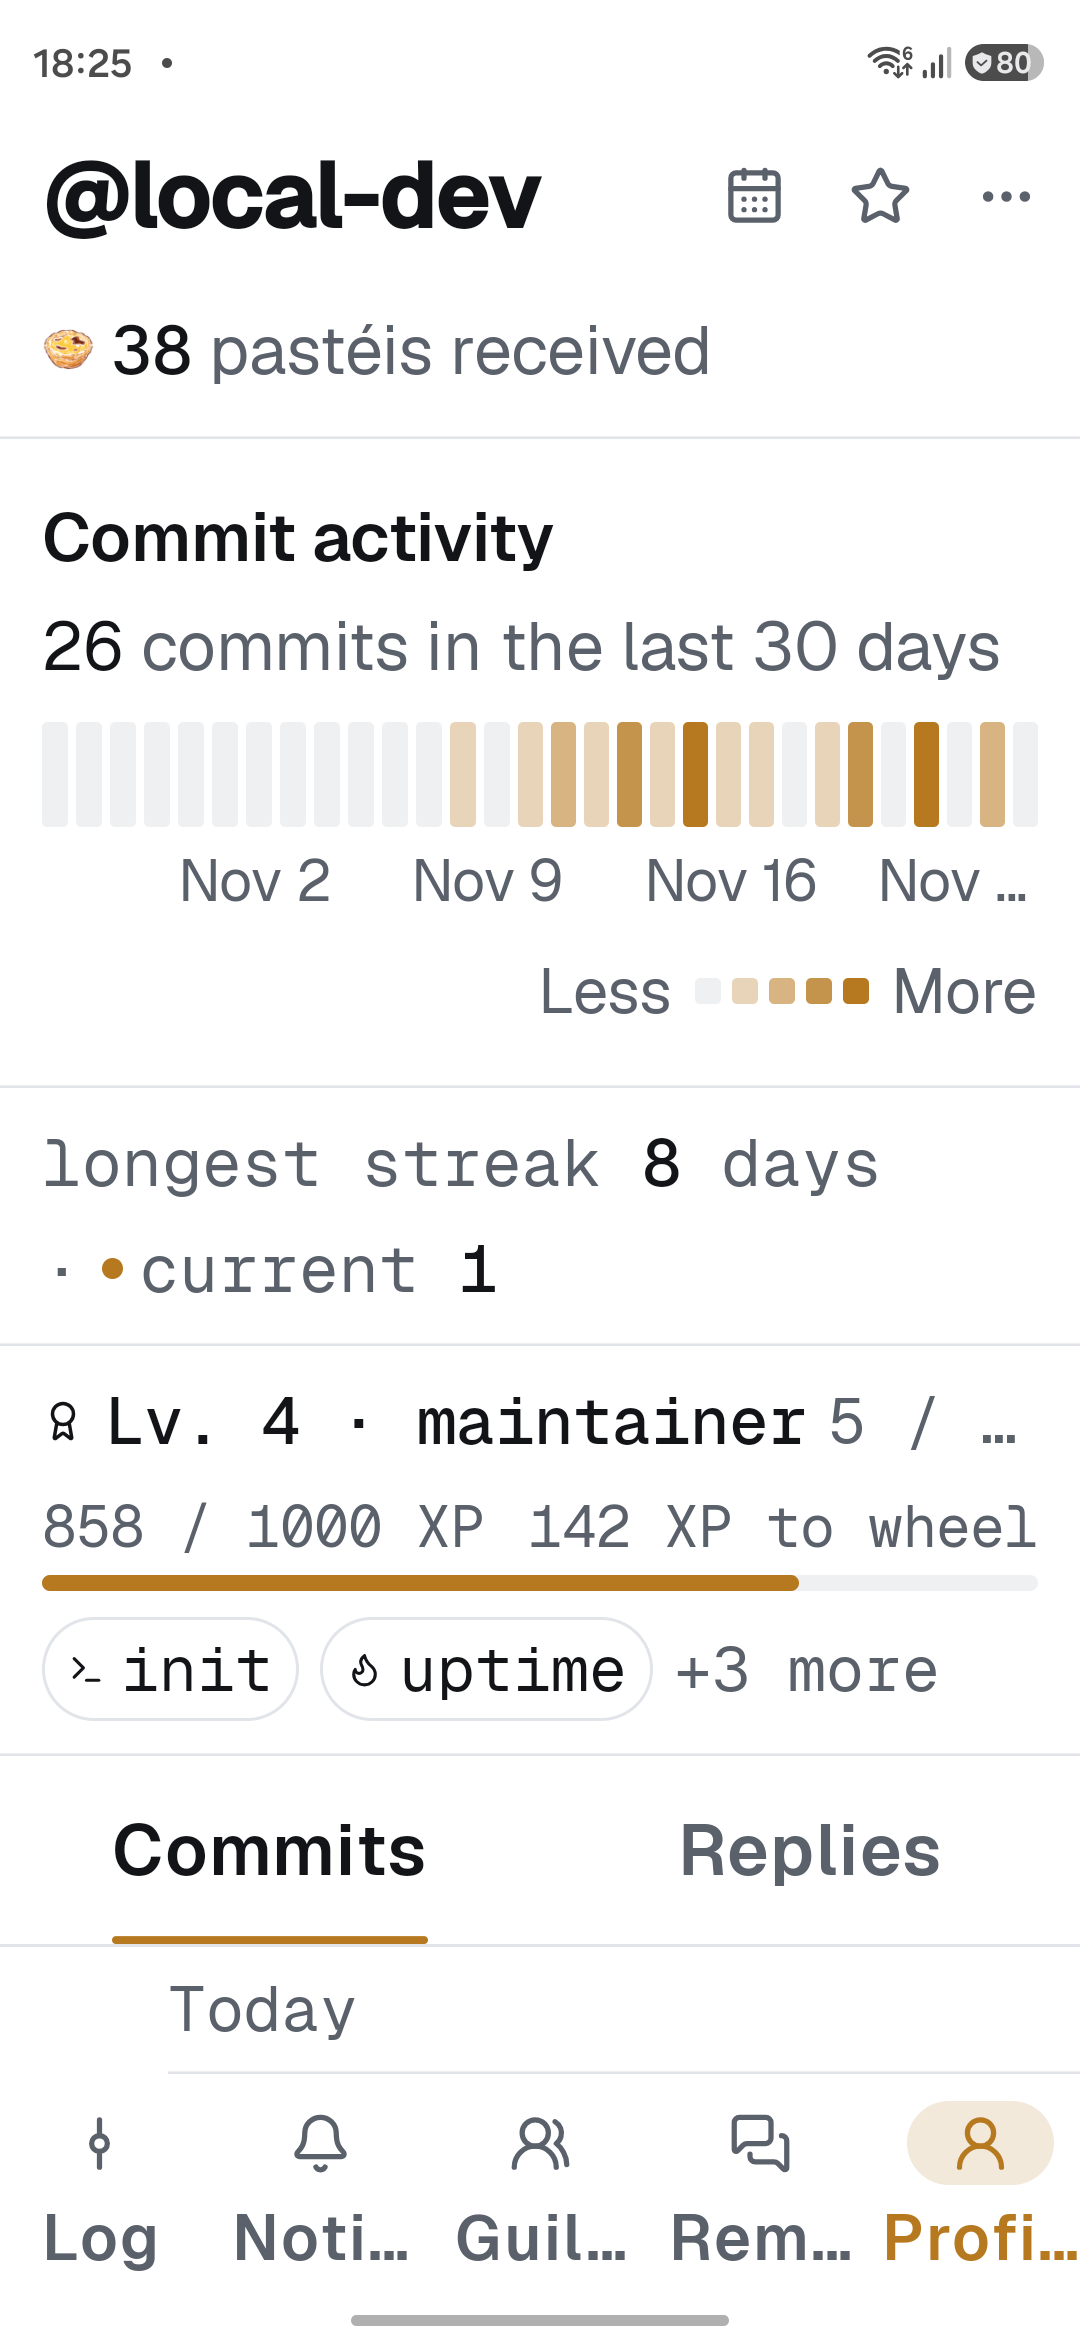 18:25
6
80
@local-dev
38 pastéis received
Commit activity
26 commits in the last 30 days
Nov 2 Nov 9 Nov 16 Nov ...
Less More
longest streak 8 days
· current 1
Lv. 4 · maintainer 5 / ...
858 / 1000 XP 142 XP to wheel
init uptime +3 more
Commits Replies
Today
Log Noti... Guil... Rem... Profi...